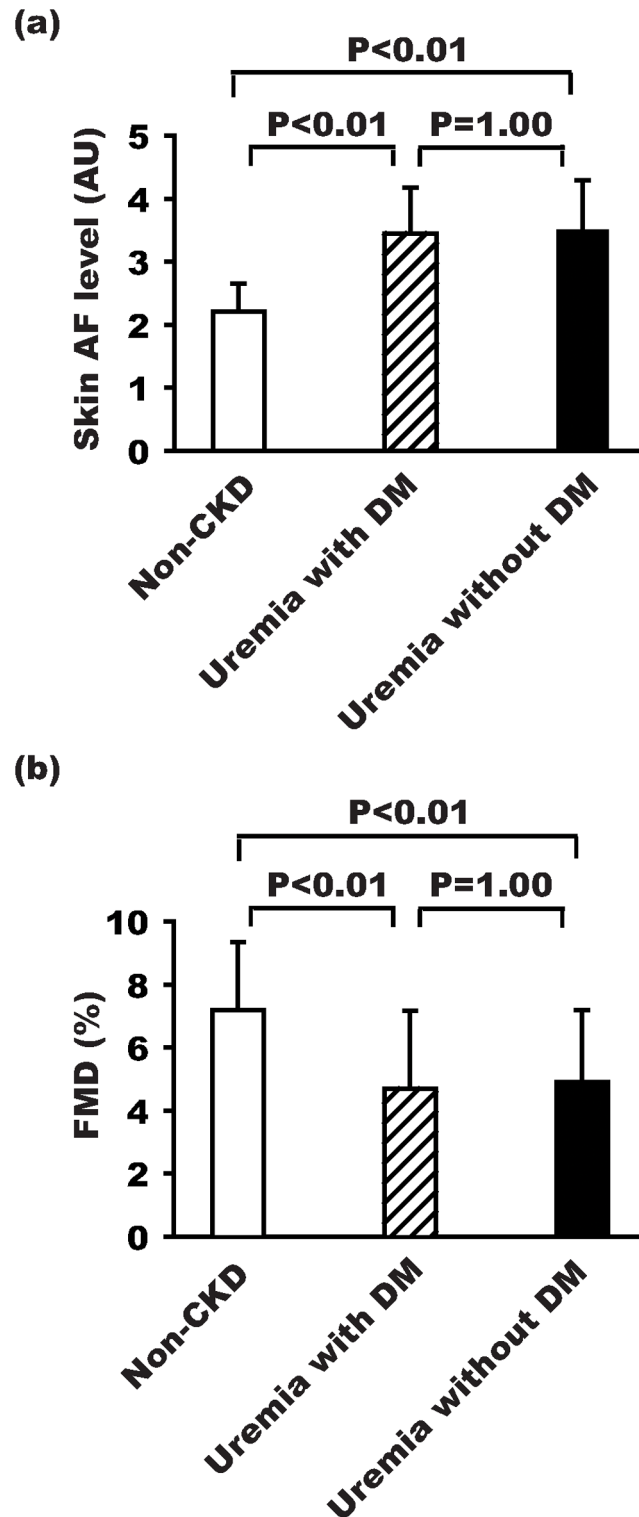 (a)
P<0.01
P<0.01 P=1.00
Skin AF level (AU)
5
4
3
2
1
0
Non-CKD
Uremia with DM
Uremia without DM
(b)
P<0.01
P<0.01 P=1.00
FMD (%)
10
8
6
4
2
0
Non-CKD
Uremia with DM
Uremia without DM